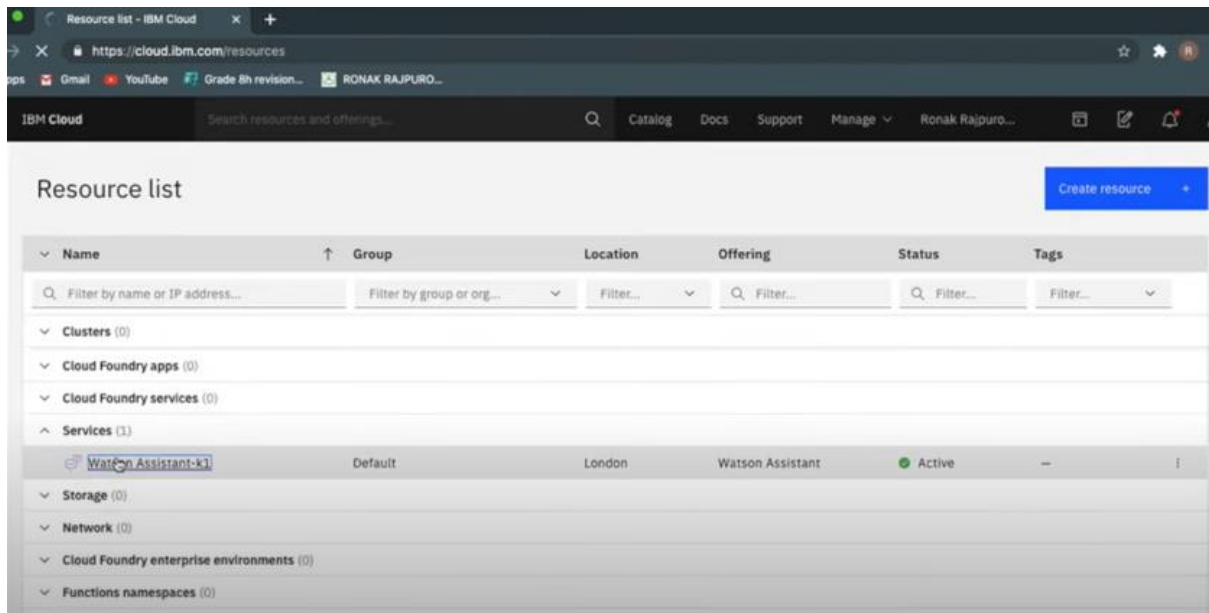 Resource list - IBM Cloud
https://cloud.ibm.com/resources
pps Gmail YouTube Grade 8h revision... RONAK RAJPURO...
IBM Cloud Search resources and offerings... Catalog Docs Support Manage Ronak Rajpuro...
Resource list
Create resource +
Name Group Location Offering Status Tags
Filter by name or IP address... Filter by group or org... Filter... Filter... Filter... Filter...
Clusters (0)
Cloud Foundry apps (0)
Cloud Foundry services (0)
Services (1)
Watson Assistant-k1 Default London Watson Assistant Active —
Storage (0)
Network (0)
Cloud Foundry enterprise environments (0)
Functions namespaces (0)